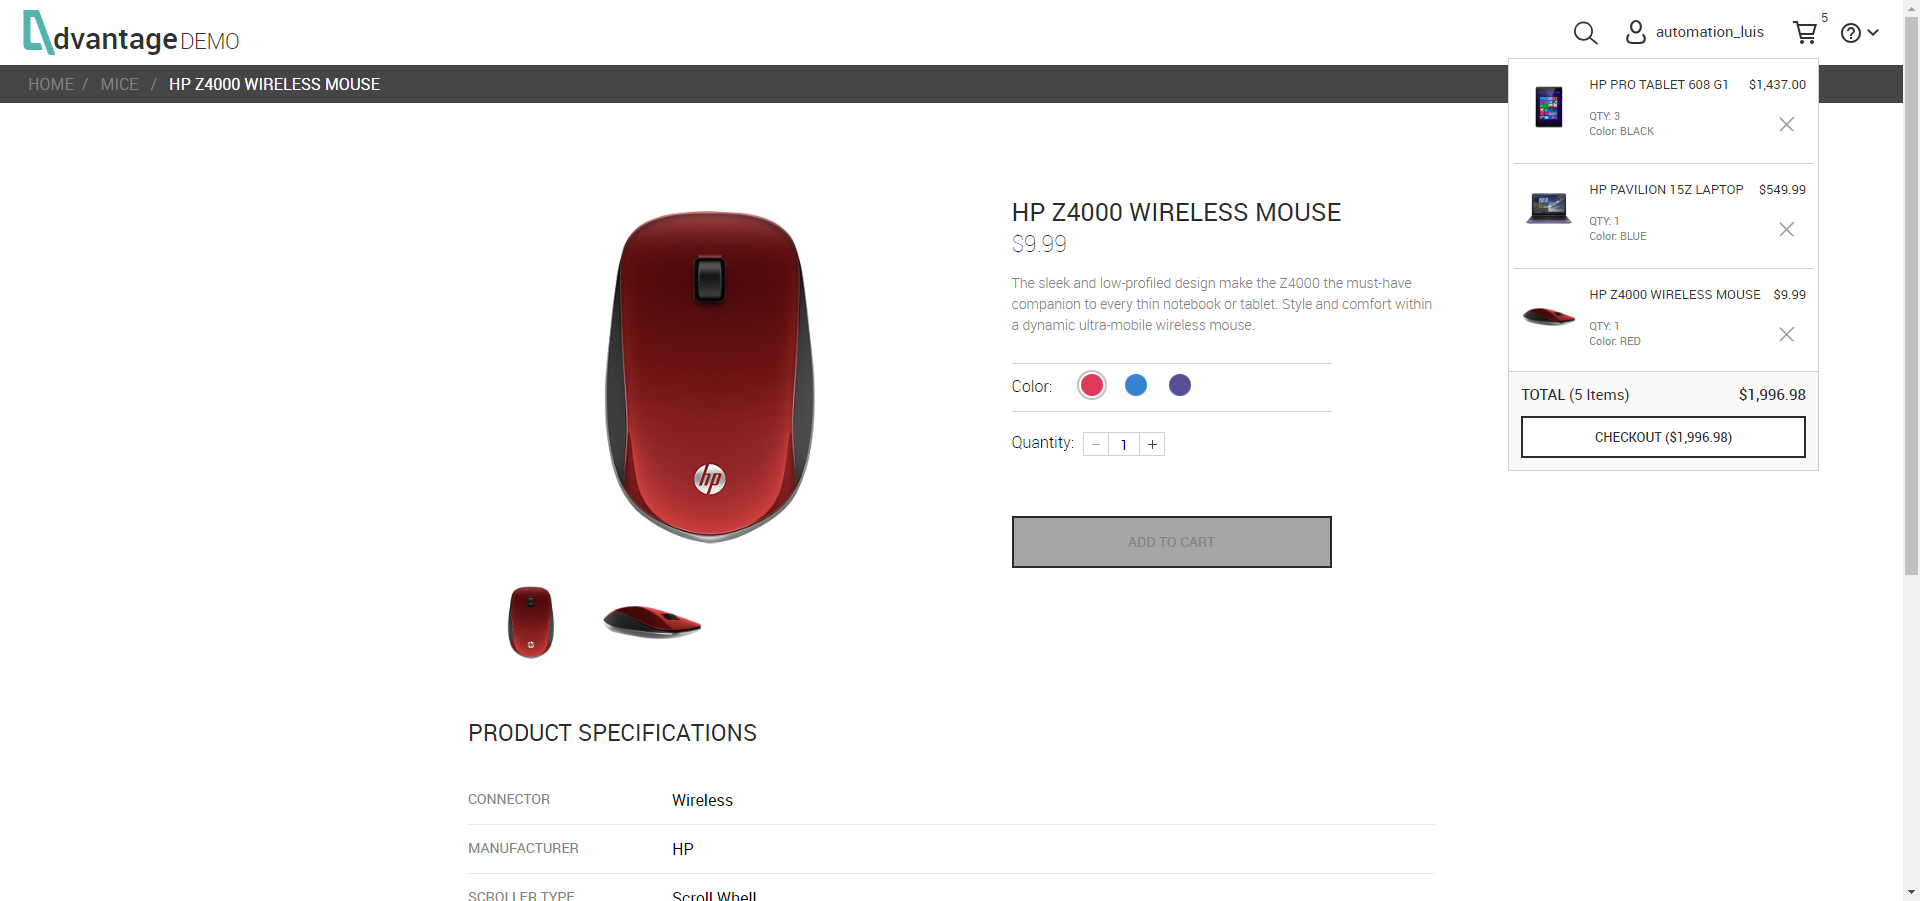 dvantage DEMO
automation_luis
5
HOME / MICE / HP Z4000 WIRELESS MOUSE
HP PRO TABLET 608 G1 $1,437.00
QTY: 3
Color: BLACK
HP PAVILION 15Z LAPTOP $549.99
QTY: 1
Color: BLUE
HP Z4000 WIRELESS MOUSE $9.99
QTY: 1
Color: RED
TOTAL (5 Items) $1,996.98
CHECKOUT ($1,996.98)
hp
HP Z4000 WIRELESS MOUSE
$9.99
The sleek and low-profiled design make the Z4000 the must-have
companion to every thin notebook or tablet. Style and comfort within
a dynamic ultra-mobile wireless mouse.
Color:
Quantity: − 1 +
ADD TO CART
PRODUCT SPECIFICATIONS
CONNECTOR Wireless
MANUFACTURER HP
SCROLLER TYPE Scroll Whell